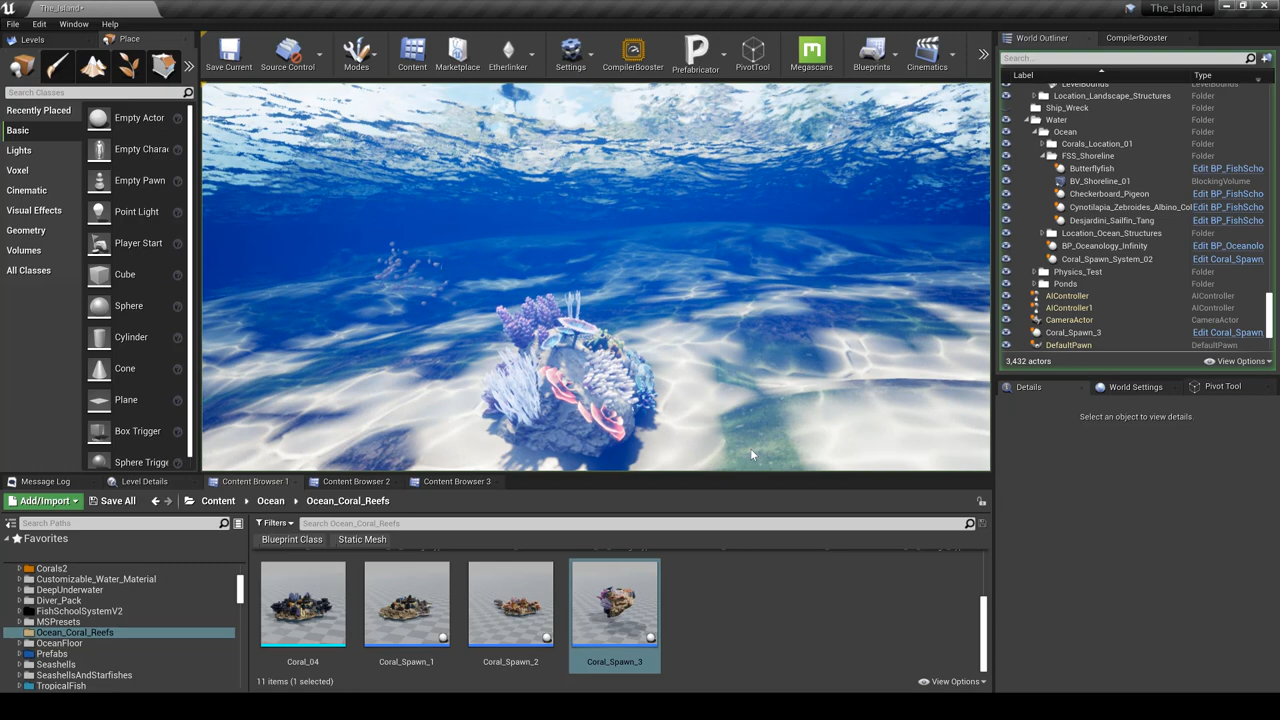 The_Island*
The_Island
File Edit Window Help
Levels
Place
World Outliner
CompilerBooster
Save Current
Source Control
Modes
Content
Marketplace
Etherlinker
Settings
CompilerBooster
Prefabricator
PivotTool
Megascans
Blueprints
Cinematics
Search Classes
Recently Placed
Basic
Lights
Voxel
Cinematic
Visual Effects
Geometry
Volumes
All Classes
Empty Actor
Empty Charac
Empty Pawn
Point Light
Player Start
Cube
Sphere
Cylinder
Cone
Plane
Box Trigger
Sphere Trigge
Search...
Label Type
LevelBounds
Location_Landscape_Structures Folder
Ship_Wreck Folder
Water Folder
Ocean Folder
Corals_Location_01 Folder
FSS_Shoreline Folder
Butterflyfish Edit BP_FishScho
BV_Shoreline_01 BlockingVolume
Checkerboard_Pigeon Edit BP_FishScho
Cynotilapia_Zebroides_Albino_Col Edit BP_FishScho
Desjardini_Sailfin_Tang Edit BP_FishScho
Location_Ocean_Structures Folder
BP_Oceanology_Infinity Edit BP_Oceanolo
Coral_Spawn_System_02 Edit Coral_Spawn
Physics_Test Folder
Ponds Folder
AIController AIController
AIController1 AIController
CameraActor CameraActor
Coral_Spawn_3 Edit Coral_Spawn
DefaultPawn DefaultPawn
3,432 actors View Options
Details
World Settings
Pivot Tool
Select an object to view details.
Message Log
Level Details
Content Browser 1
Content Browser 2
Content Browser 3
Add/Import Save All Content Ocean Ocean_Coral_Reefs
Search Paths
Filters Search Ocean_Coral_Reefs
Favorites
Blueprint Class Static Mesh
Corals2
Customizable_Water_Material
DeepUnderwater
Diver_Pack
FishSchoolSystemV2
MSPresets
Ocean_Coral_Reefs
OceanFloor
Prefabs
Seashells
SeashellsAndStarfishes
TropicalFish
Coral_04
Coral_Spawn_1
Coral_Spawn_2
Coral_Spawn_3
11 items (1 selected) View Options